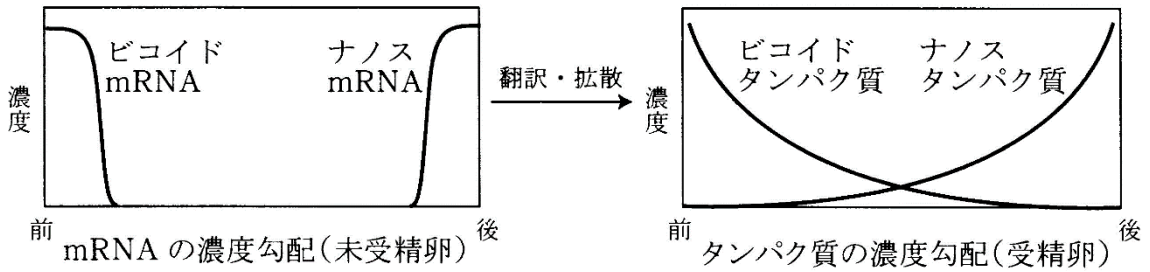 ビコイド
mRNA
ナノス
mRNA
濃度
前
後
mRNA の濃度勾配(未受精卵)
翻訳・拡散
ビコイド
タンパク質
ナノス
タンパク質
濃度
前
後
タンパク質の濃度勾配(受精卵)